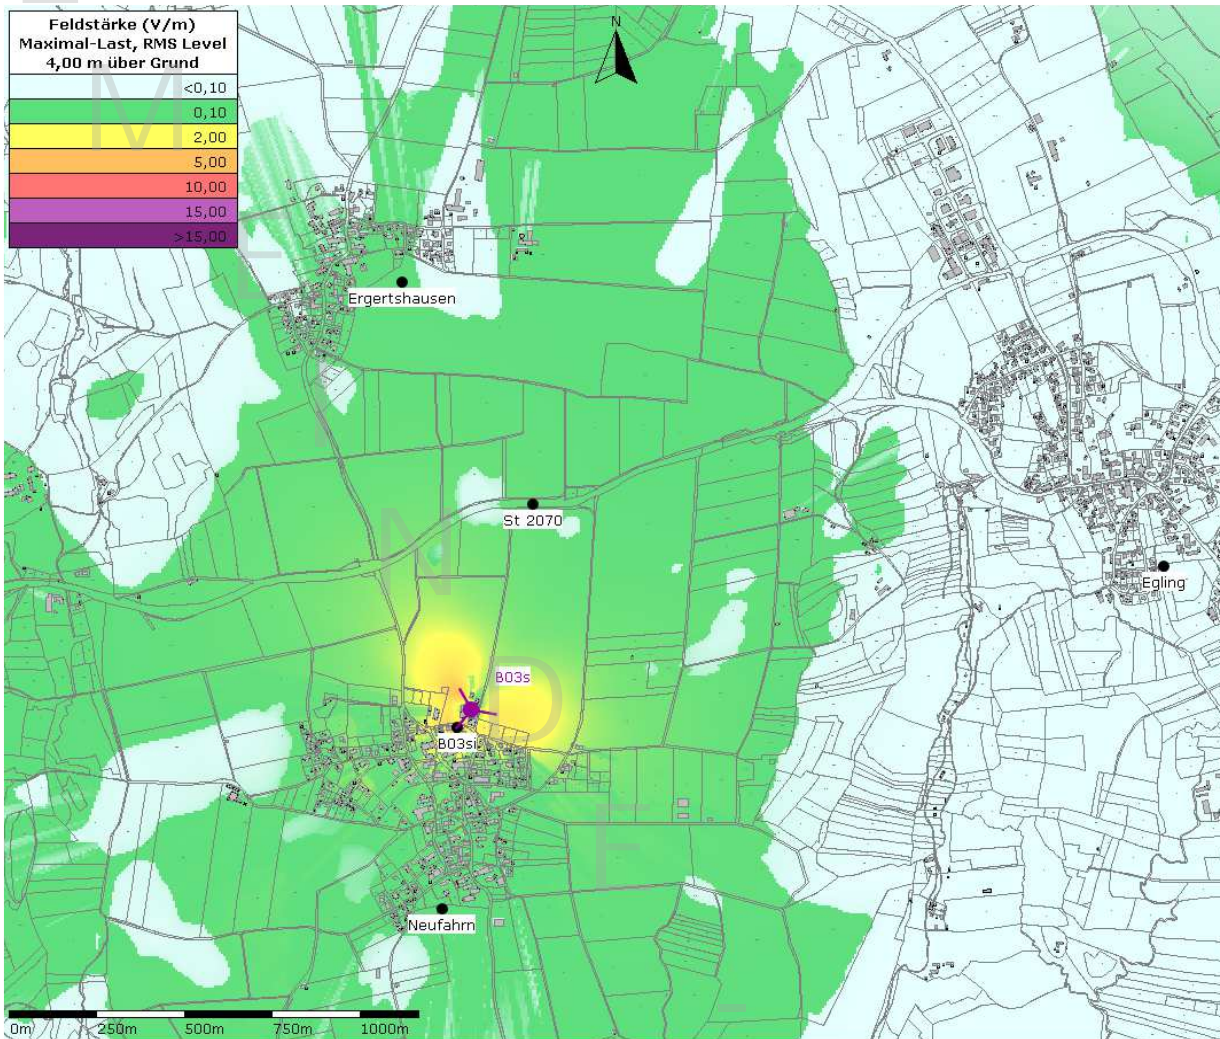 Feldstärke (V/m)
Maximal-Last, RMS Level
4,00 m über Grund
<0,10
0,10
2,00
5,00
10,00
15,00
>15,00
N
Ergertshausen
St 2070
Egling
B03s
B03si
Neufahrn
0m 250m 500m 750m 1000m
M
E
N
D
F